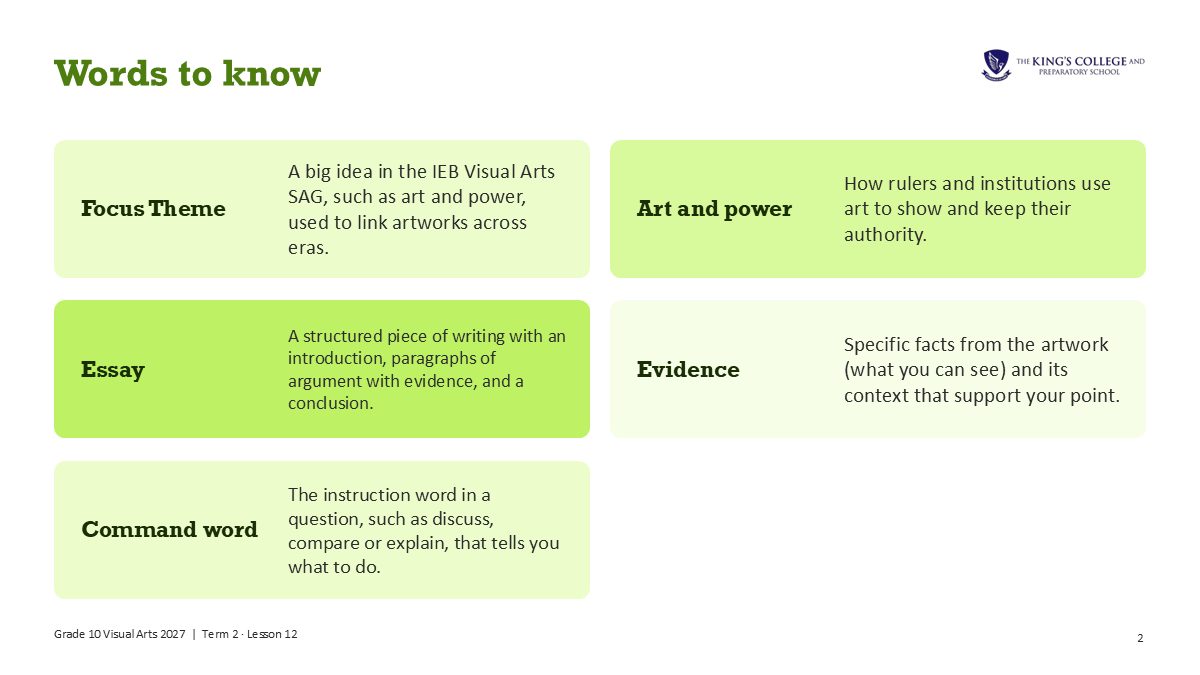 Words to know
THE KING'S COLLEGE AND
PREPARATORY SCHOOL
Focus Theme
A big idea in the IEB Visual Arts
SAG, such as art and power,
used to link artworks across
eras.
Art and power
How rulers and institutions use
art to show and keep their
authority.
Essay
A structured piece of writing with an
introduction, paragraphs of
argument with evidence, and a
conclusion.
Evidence
Specific facts from the artwork
(what you can see) and its
context that support your point.
Command word
The instruction word in a
question, such as discuss,
compare or explain, that tells you
what to do.
Grade 10 Visual Arts 2027 | Term 2 · Lesson 12
2